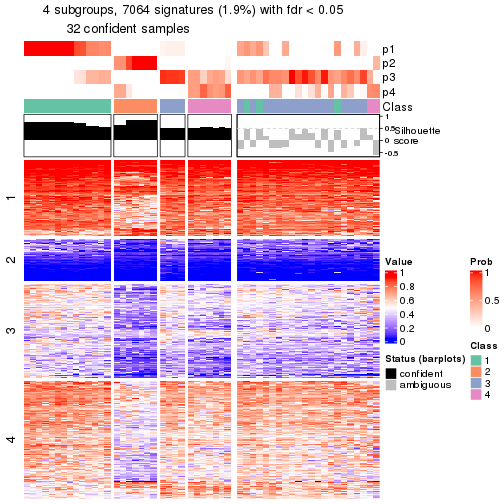 4 subgroups, 7064 signatures (1.9%) with fdr < 0.05
32 confident samples
p1
p2
p3
p4
Class
1
0.5
0
-0.5
Silhouette
score
1
2
3
4
Value
1
0.8
0.6
0.4
0.2
0
Status (barplots)
confident
ambiguous
Prob
1
0.5
0
Class
1
2
3
4